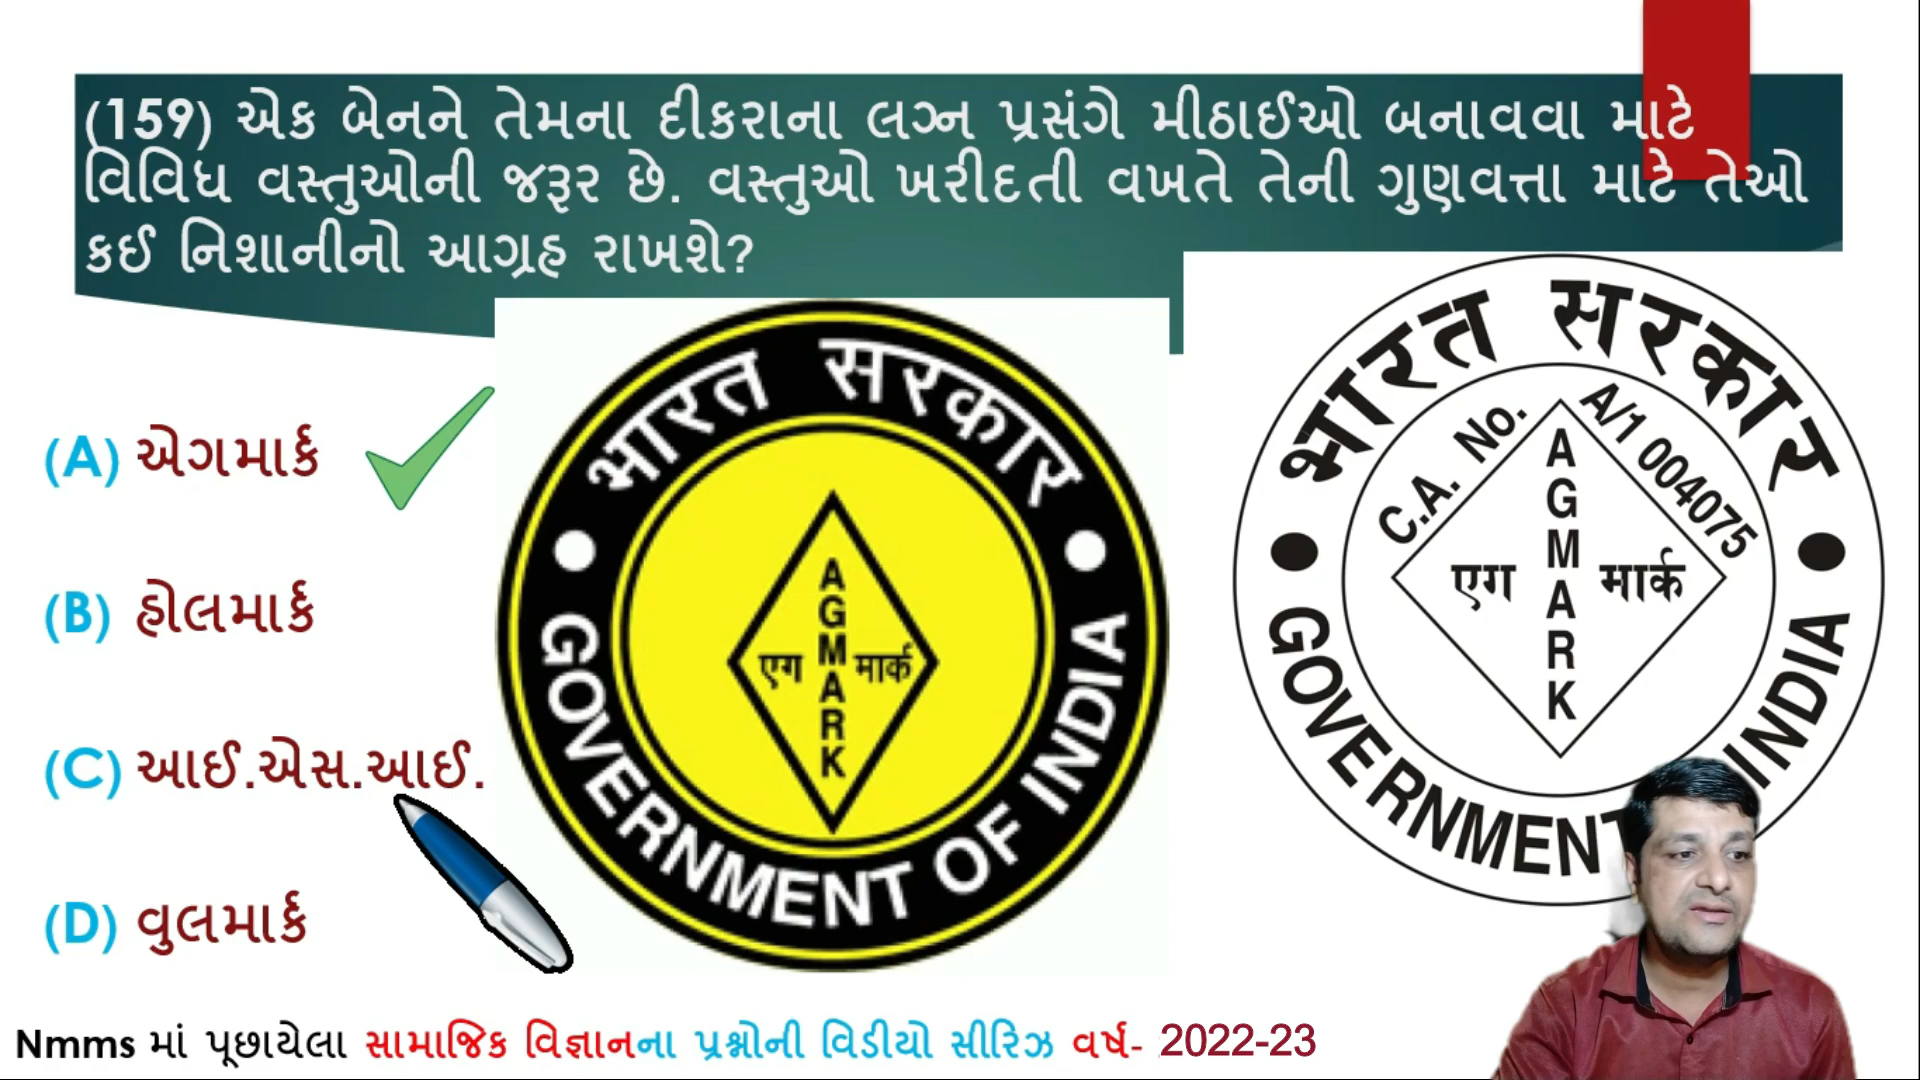 (159) એક બેનને તેમના દીકરાના લગ્ન પ્રસંગે મીઠાઈઓ બનાવવા માટે
વિવિધ વસ્તુઓની જરૂર છે. વસ્તુઓ ખરીદતી વખતે તેની ગુણવત્તા માટે તેઓ
કઈ નિશાનીનો આગ્રહ રાખશે?
(A) એગમાર્ક
(B) હોલમાર્ક
(C) આઈ.એસ.આઈ.
(D) વુલમાર્ક
भारत सरकार
एग AGMARK मार्क
GOVERNMENT OF INDIA
भारत सरकार
C.A. No. A/1 004075
एग AGMARK मार्क
GOVERNMENT INDIA
Nmms માં પૂછાયેલા સામાજિક વિજ્ઞાનના પ્રશ્નોની વિડીયો સીરિઝ વર્ષ- 2022-23